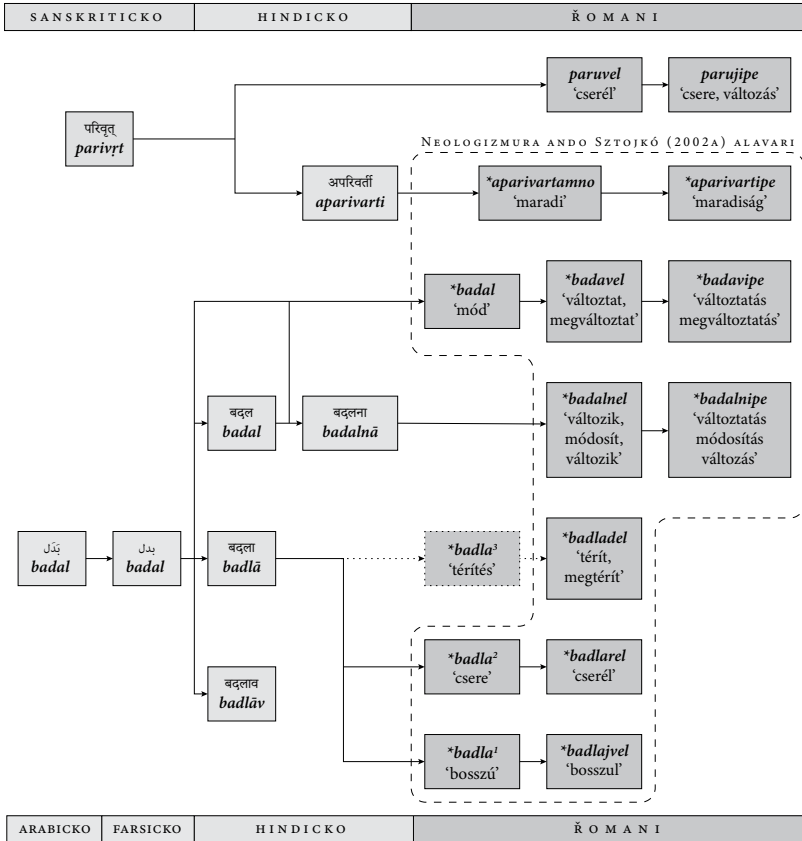 SANSKRITICKO HINDICKO ŘOMANI
paruvel
‘cserél’
parujipe
‘csere, változás’
परिवृत्
parivṛt
Neologizmura ando Sztojkó (2002a) alavari
अपरिवर्ती
aparivarti
*aparivartamno
‘maradi’
*aparivartipe
‘maradiság’
*badal
‘mód’
*badavel
‘változtat,
megváltoztat’
*badavipe
‘változtatás
megváltoztatás’
बदल
badal
बदलना
badalnā
*badalnel
‘változik,
módosít,
változik’
*badalnipe
‘változtatás
módosítás
változás’
بَدَل
badal
بدل
badal
बदला
badlā
*badla³
‘térítés’
*badladel
‘térít,
megtérít’
*badla²
‘csere’
*badlarel
‘cserél’
बदलाव
badlāv
*badla¹
‘bosszú’
*badlajvel
‘bosszul’
ARABICKO FARSICKO HINDICKO ŘOMANI